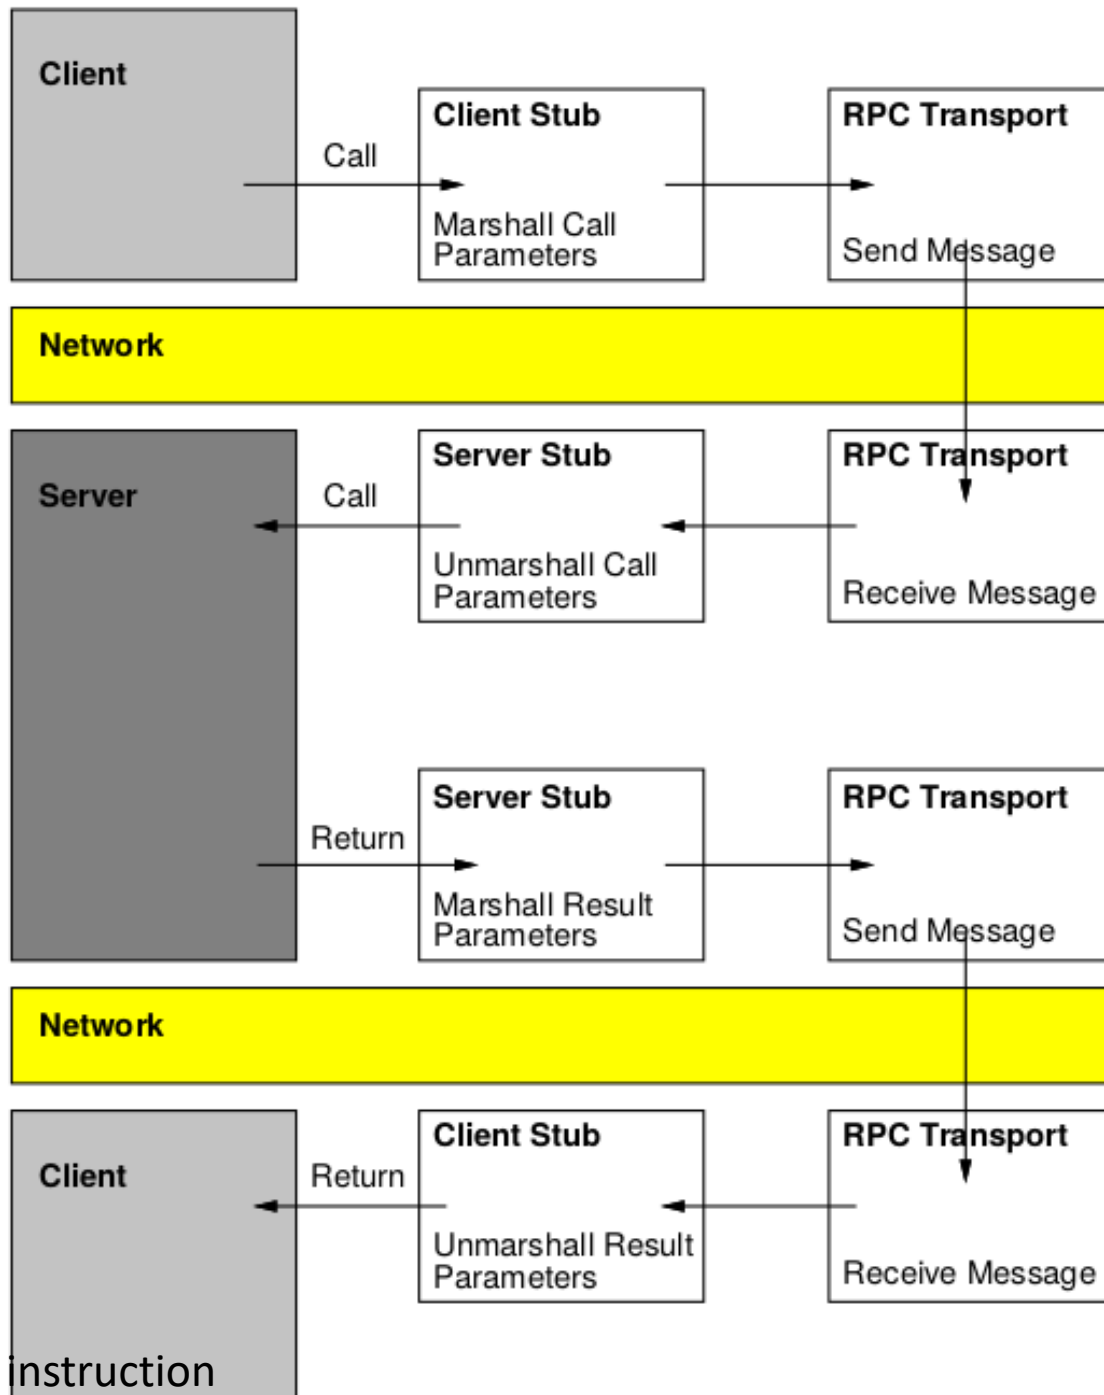 Client
Call
Client Stub
Marshall Call
Parameters
RPC Transport
Send Message
Network
Server
Call
Server Stub
Unmarshall Call
Parameters
RPC Transport
Receive Message
Return
Server Stub
Marshall Result
Parameters
RPC Transport
Send Message
Network
Client
Return
Client Stub
Unmarshall Result
Parameters
RPC Transport
Receive Message
instruction